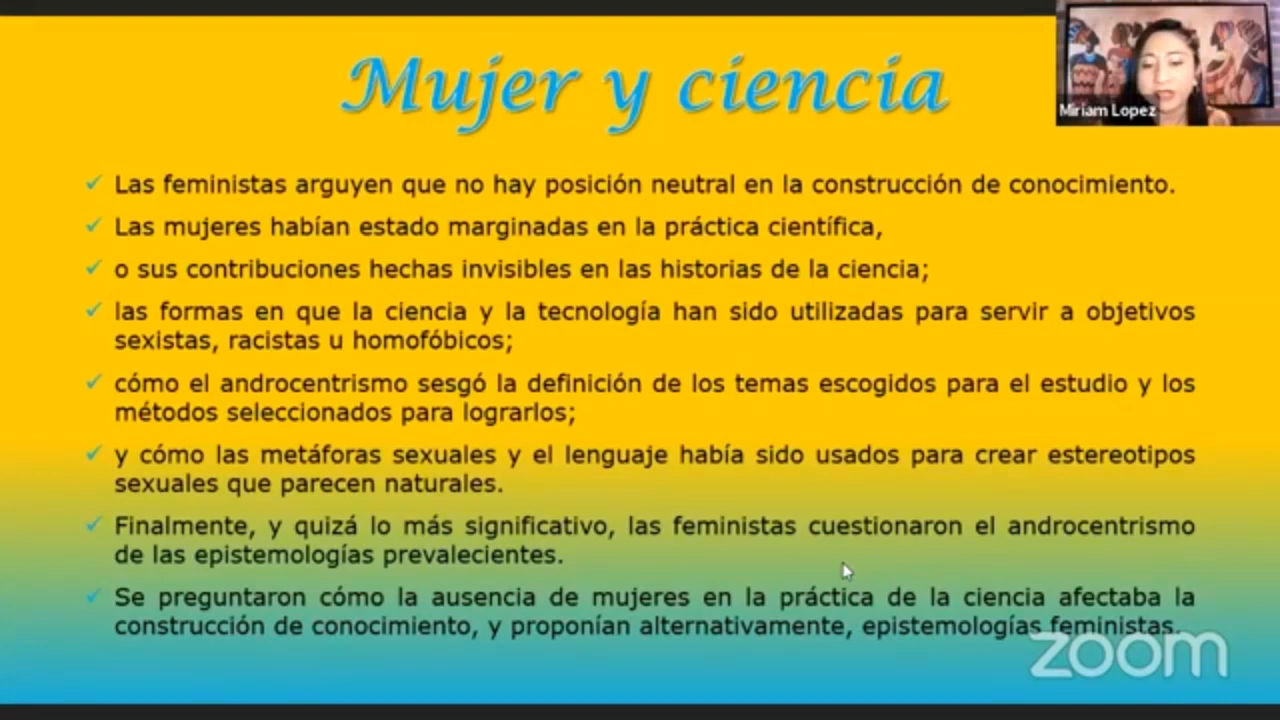 Mujer y ciencia
Miriam Lopez
✓ Las feministas arguyen que no hay posición neutral en la construcción de conocimiento.
✓ Las mujeres habían estado marginadas en la práctica científica,
✓ o sus contribuciones hechas invisibles en las historias de la ciencia;
✓ las formas en que la ciencia y la tecnología han sido utilizadas para servir a objetivos
sexistas, racistas u homofóbicos;
✓ cómo el androcentrismo sesgó la definición de los temas escogidos para el estudio y los
métodos seleccionados para lograrlos;
✓ y cómo las metáforas sexuales y el lenguaje había sido usados para crear estereotipos
sexuales que parecen naturales.
✓ Finalmente, y quizá lo más significativo, las feministas cuestionaron el androcentrismo
de las epistemologías prevalecientes.
✓ Se preguntaron cómo la ausencia de mujeres en la práctica de la ciencia afectaba la
construcción de conocimiento, y proponían alternativamente, epistemologías feministas.
zoom